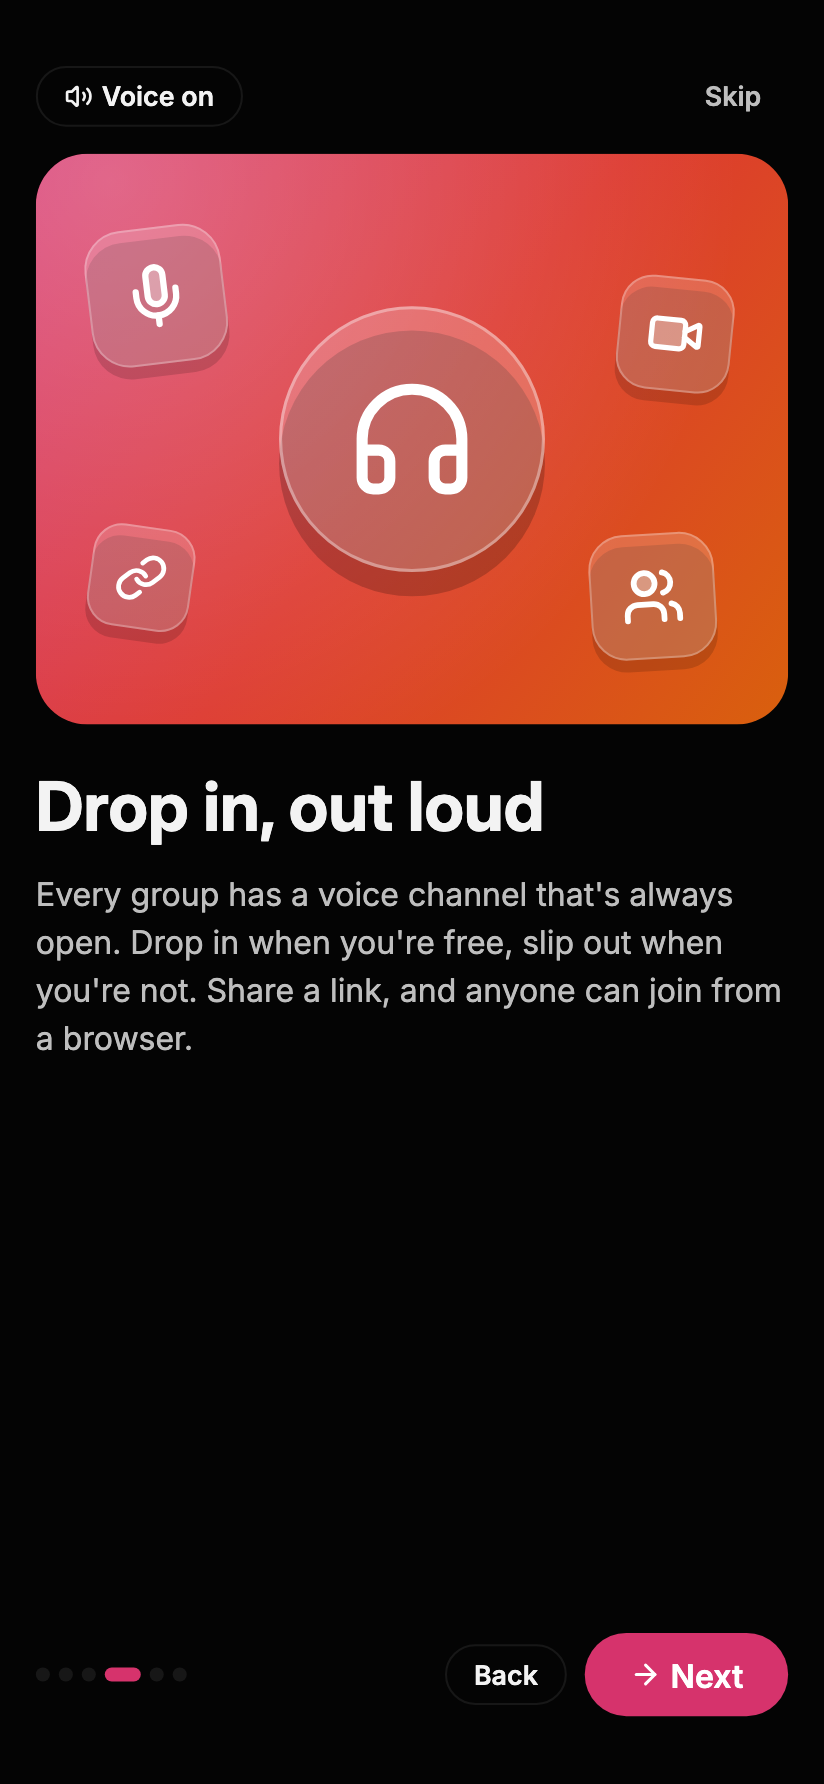 Voice on
Skip
Drop in, out loud
Every group has a voice channel that's always
open. Drop in when you're free, slip out when
you're not. Share a link, and anyone can join from
a browser.
Back
Next